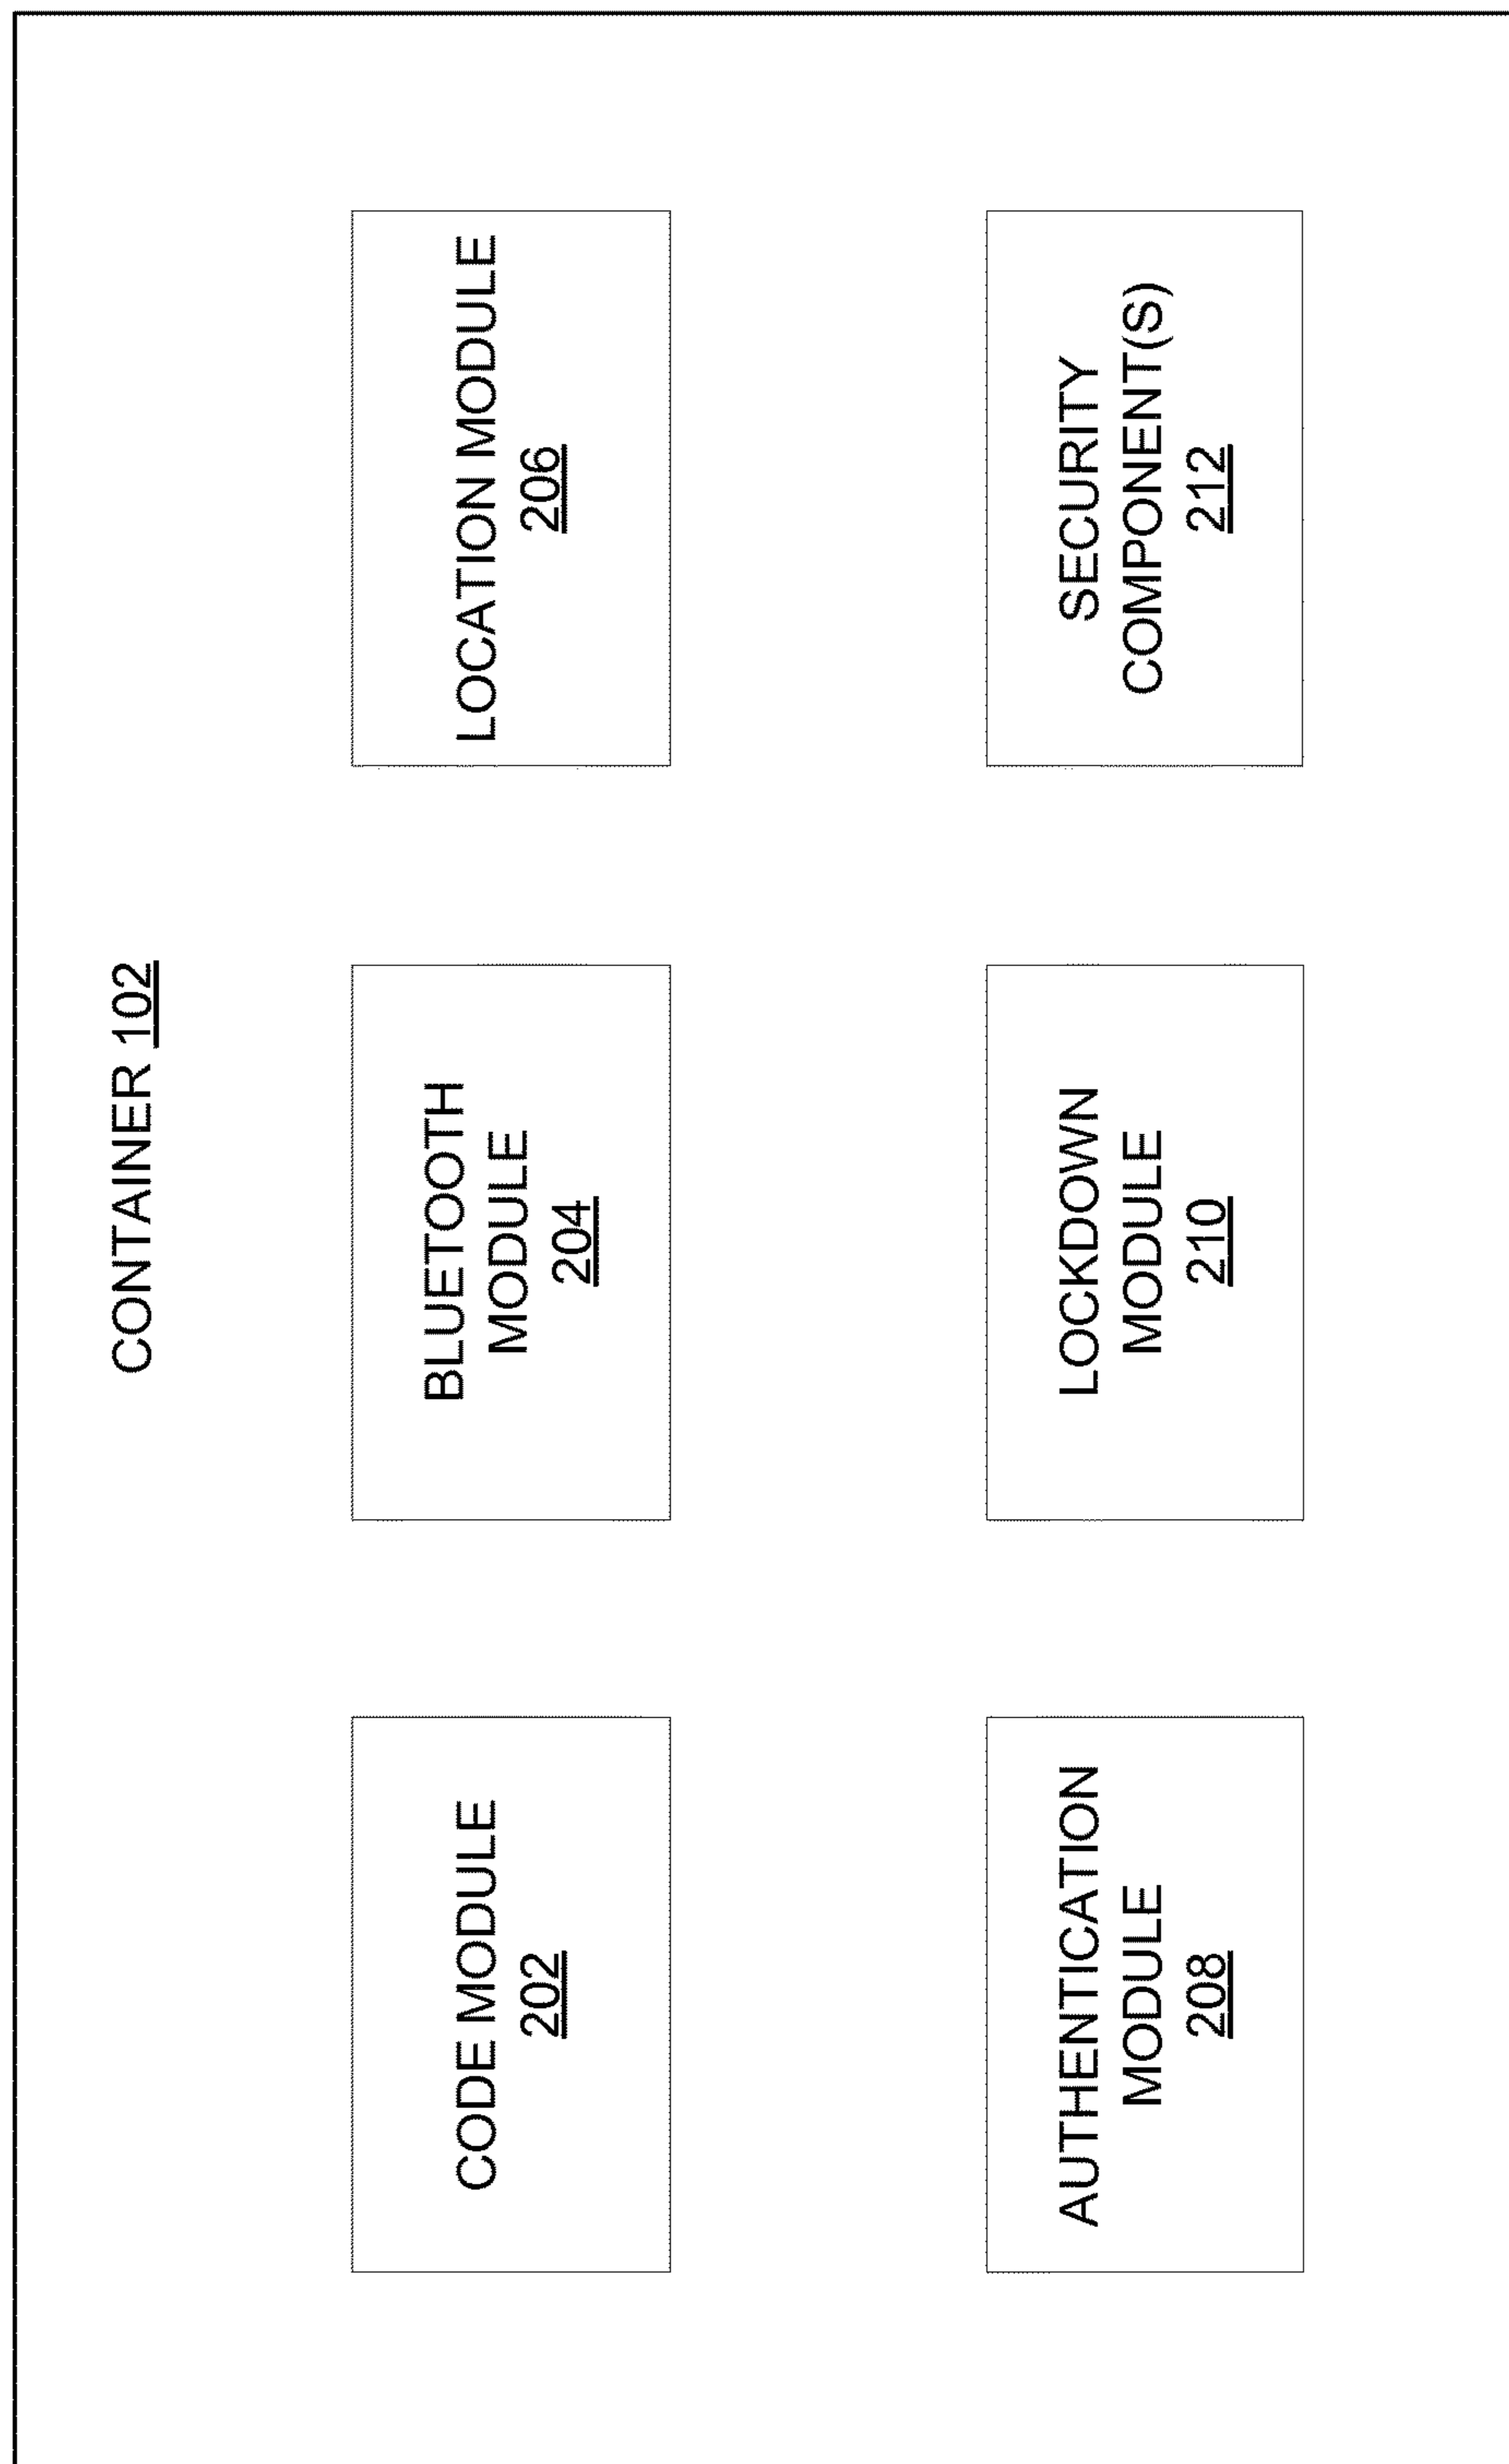 CONTAINER 102
CODE MODULE
202
BLUETOOTH
MODULE
204
LOCATION MODULE
206
AUTHENTICATION
MODULE
208
LOCKDOWN
MODULE
210
SECURITY
COMPONENT(S)
212